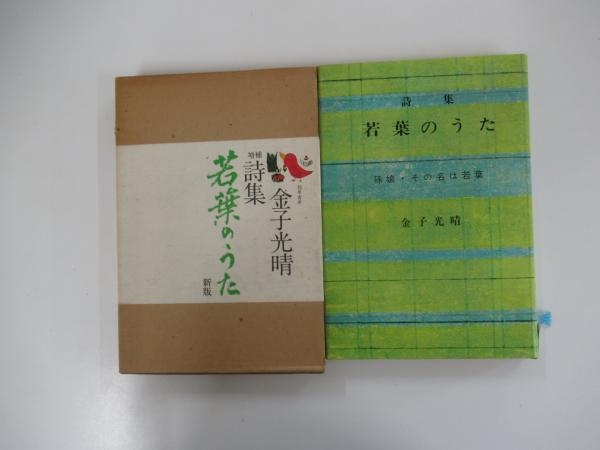 増補
詩集
若葉のうた
新版
金子光晴
詩集
若葉のうた
孫娘・その名は若葉
金子光晴